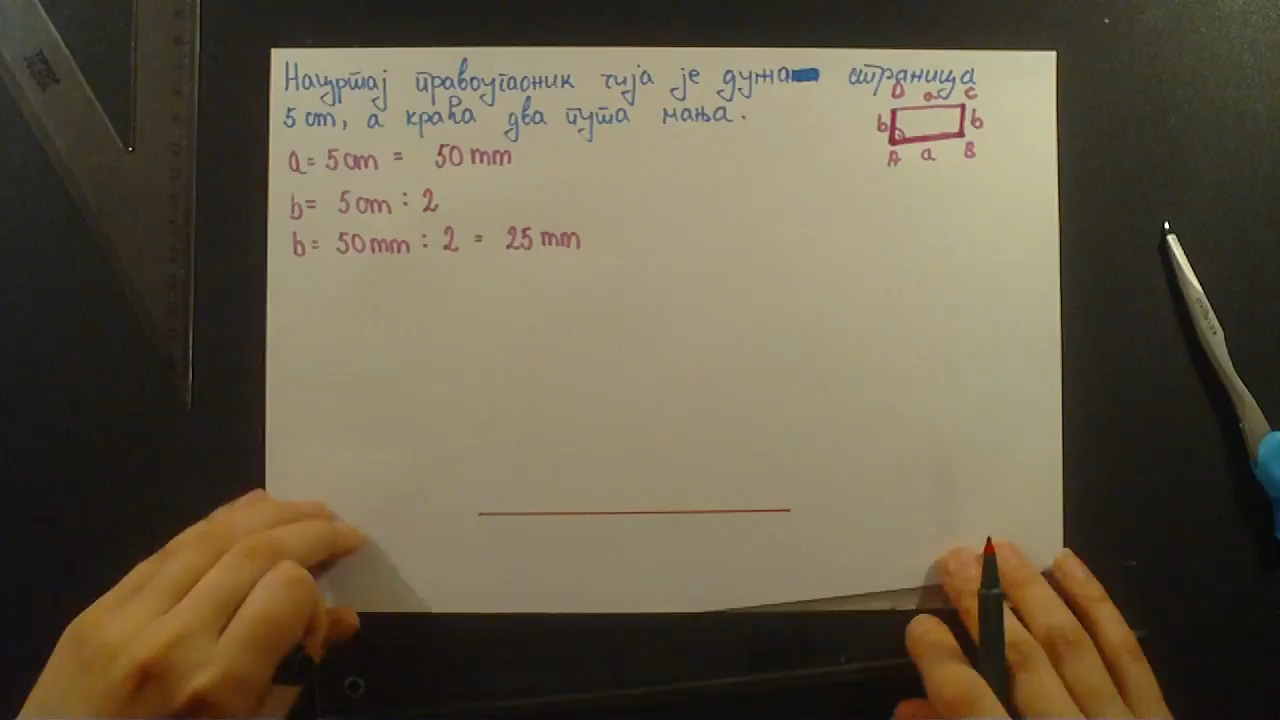 Нацртај правоугаоник чија је дужа страница
5 cm, а краћа два пута мања.
a = 5 cm = 50 mm
b = 5 cm : 2
b = 50 mm : 2 = 25 mm
D a C
b b
A a B